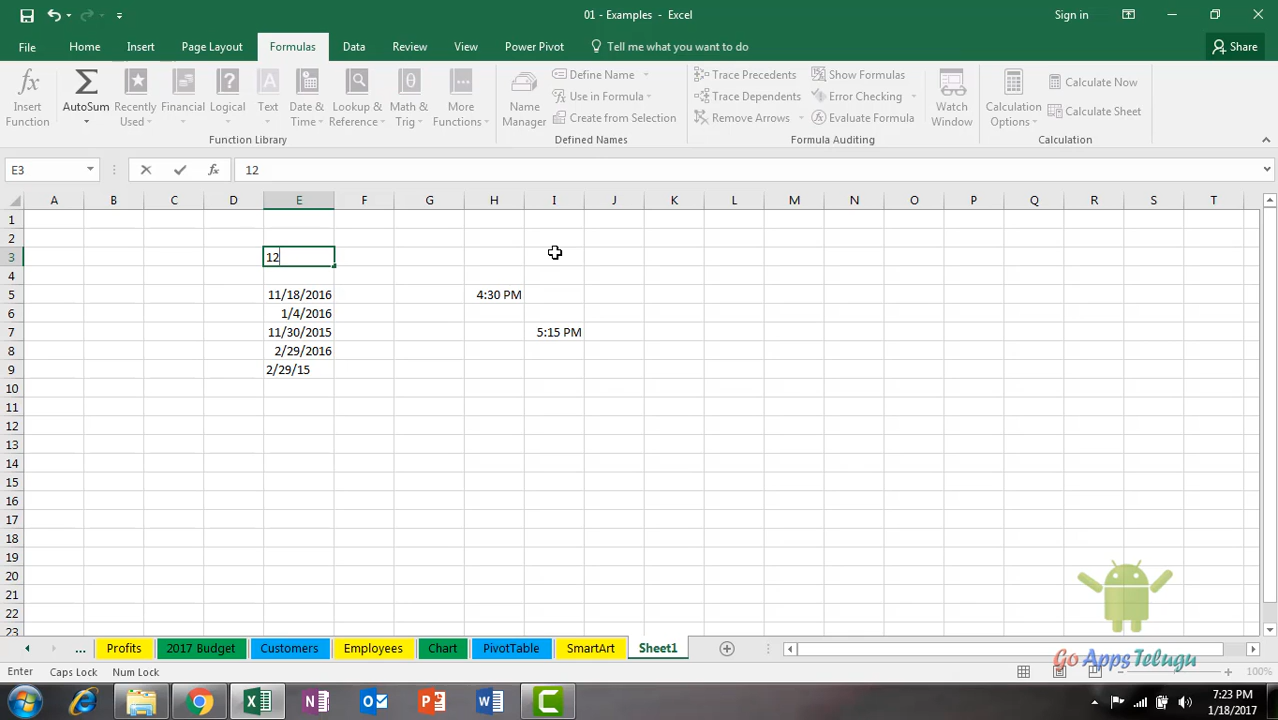 01 - Examples - Excel
Sign in
File Home Insert Page Layout Formulas Data Review View Power Pivot Tell me what you want to do Share
Insert Function
AutoSum
Recently Used
Financial
Logical
Text
Date & Time
Lookup & Reference
Math & Trig
More Functions
Function Library
Name Manager
Define Name
Use in Formula
Create from Selection
Defined Names
Trace Precedents
Trace Dependents
Remove Arrows
Show Formulas
Error Checking
Evaluate Formula
Formula Auditing
Watch Window
Calculation Options
Calculate Now
Calculate Sheet
Calculation
E3 fx 12
A B C D E F G H I J K L M N O P Q R S T
1
2
3 12
4
5 11/18/2016 4:30 PM
6 1/4/2016
7 11/30/2015 5:15 PM
8 2/29/2016
9 2/29/15
10
11
12
13
14
15
16
17
18
19
20
21
22
23
... Profits 2017 Budget Customers Employees Chart PivotTable SmartArt Sheet1
Go AppsTelugu
Enter Caps Lock Num Lock 100%
7:23 PM
1/18/2017